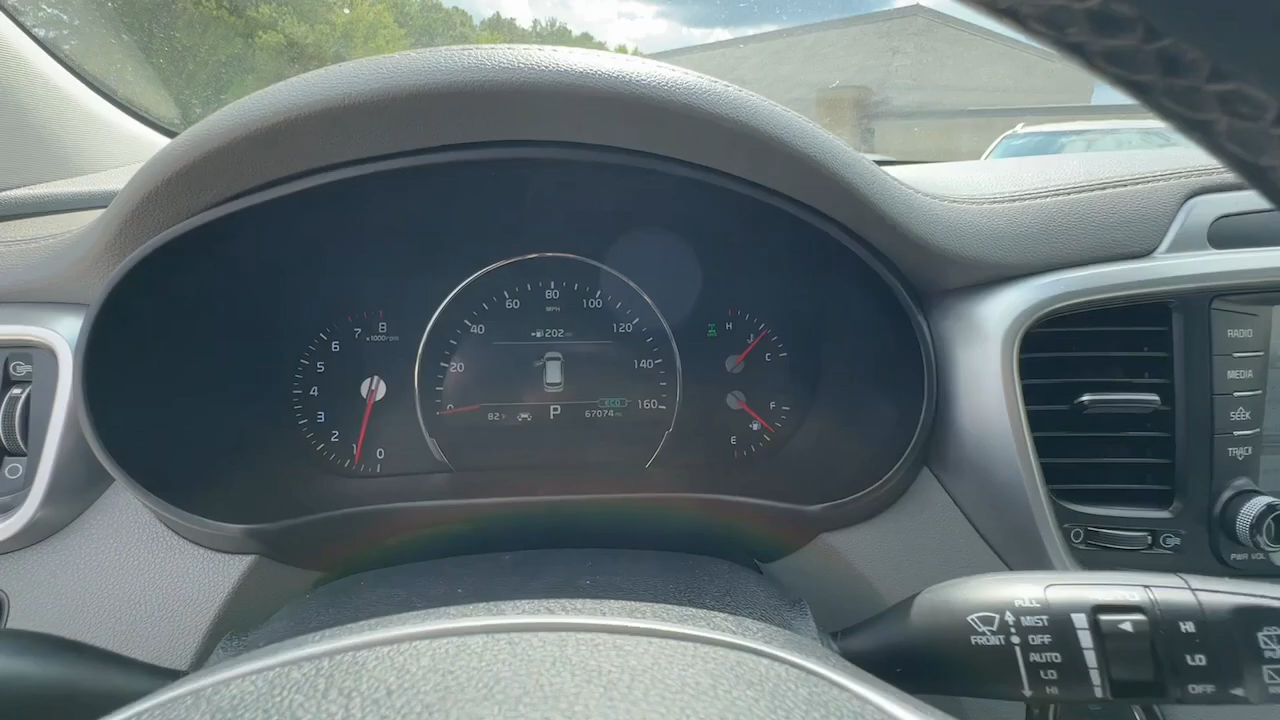 8
7
x1000rpm
6
5
4
3
2
1
0
80
60
100
MPH
40
120
202
20
140
0
160
ECO
82°F
P
67074 mi
H
C
F
E
RADIO
MEDIA
SEEK
TRACK
PWR VOL
PULL
MIST
FRONT
OFF
AUTO
LO
HI
HI
LO
OFF